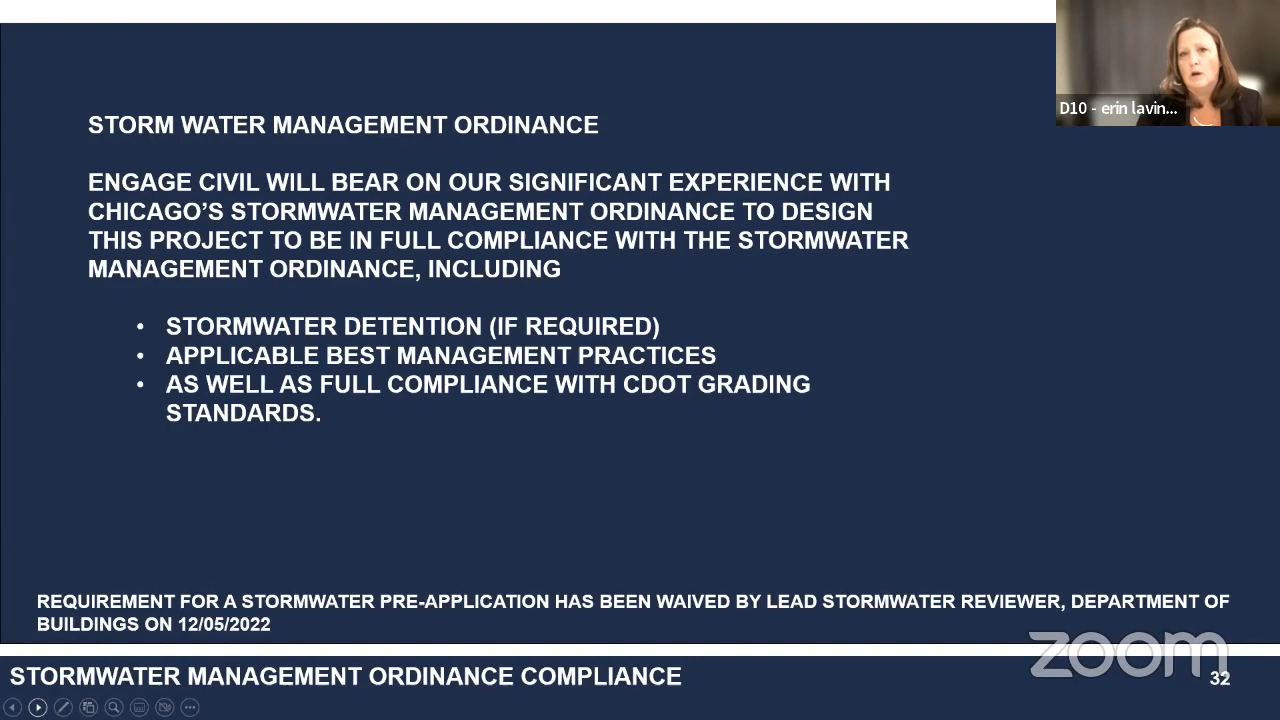 D10 - erin lavin...
STORM WATER MANAGEMENT ORDINANCE
ENGAGE CIVIL WILL BEAR ON OUR SIGNIFICANT EXPERIENCE WITH
CHICAGO’S STORMWATER MANAGEMENT ORDINANCE TO DESIGN
THIS PROJECT TO BE IN FULL COMPLIANCE WITH THE STORMWATER
MANAGEMENT ORDINANCE, INCLUDING
• STORMWATER DETENTION (IF REQUIRED)
• APPLICABLE BEST MANAGEMENT PRACTICES
• AS WELL AS FULL COMPLIANCE WITH CDOT GRADING
STANDARDS.
REQUIREMENT FOR A STORMWATER PRE-APPLICATION HAS BEEN WAIVED BY LEAD STORMWATER REVIEWER, DEPARTMENT OF
BUILDINGS ON 12/05/2022
zoom
STORMWATER MANAGEMENT ORDINANCE COMPLIANCE
32